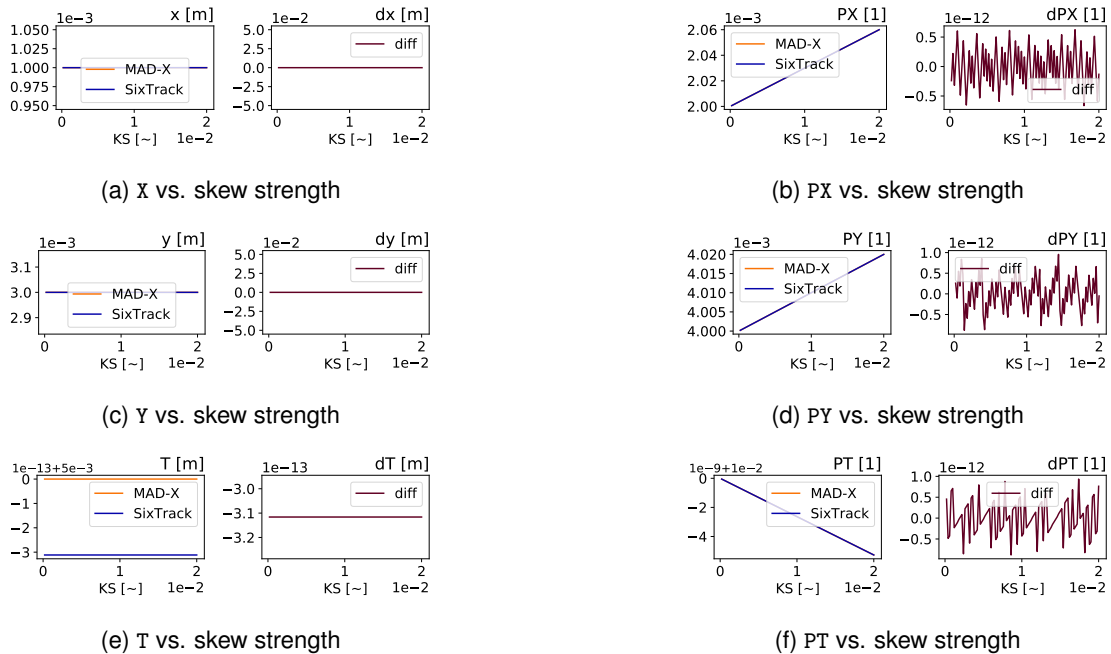 1e−3 x [m]
1e−2 dx [m]
1.050
1.025
1.000
0.975
0.950
MAD-X
SixTrack
0 1 2
KS [~] 1e−2
5.0
2.5
0.0
−2.5
−5.0
diff
0 1 2
KS [~] 1e−2
(a) X vs. skew strength
1e−3 PX [1]
1e−12 dPX [1]
2.06
2.04
2.02
2.00
MAD-X
SixTrack
0 1 2
KS [~] 1e−2
0.5
0.0
−0.5
diff
0 1 2
KS [~] 1e−2
(b) PX vs. skew strength
1e−3 y [m]
1e−2 dy [m]
3.1
3.0
2.9
MAD-X
SixTrack
0 1 2
KS [~] 1e−2
5.0
2.5
0.0
−2.5
−5.0
diff
0 1 2
KS [~] 1e−2
(c) Y vs. skew strength
1e−3 PY [1]
1e−12 dPY [1]
4.020
4.015
4.010
4.005
4.000
MAD-X
SixTrack
0 1 2
KS [~] 1e−2
1.0
0.5
0.0
−0.5
diff
0 1 2
KS [~] 1e−2
(d) PY vs. skew strength
1e−13+5e−3 T [m]
1e−13 dT [m]
0
−1
−2
−3
MAD-X
SixTrack
0 1 2
KS [~] 1e−2
−3.0
−3.1
−3.2
diff
0 1 2
KS [~] 1e−2
(e) T vs. skew strength
1e−9+1e−2 PT [1]
1e−12 dPT [1]
0
−2
−4
MAD-X
SixTrack
0 1 2
KS [~] 1e−2
1.0
0.5
0.0
−0.5
diff
0 1 2
KS [~] 1e−2
(f) PT vs. skew strength